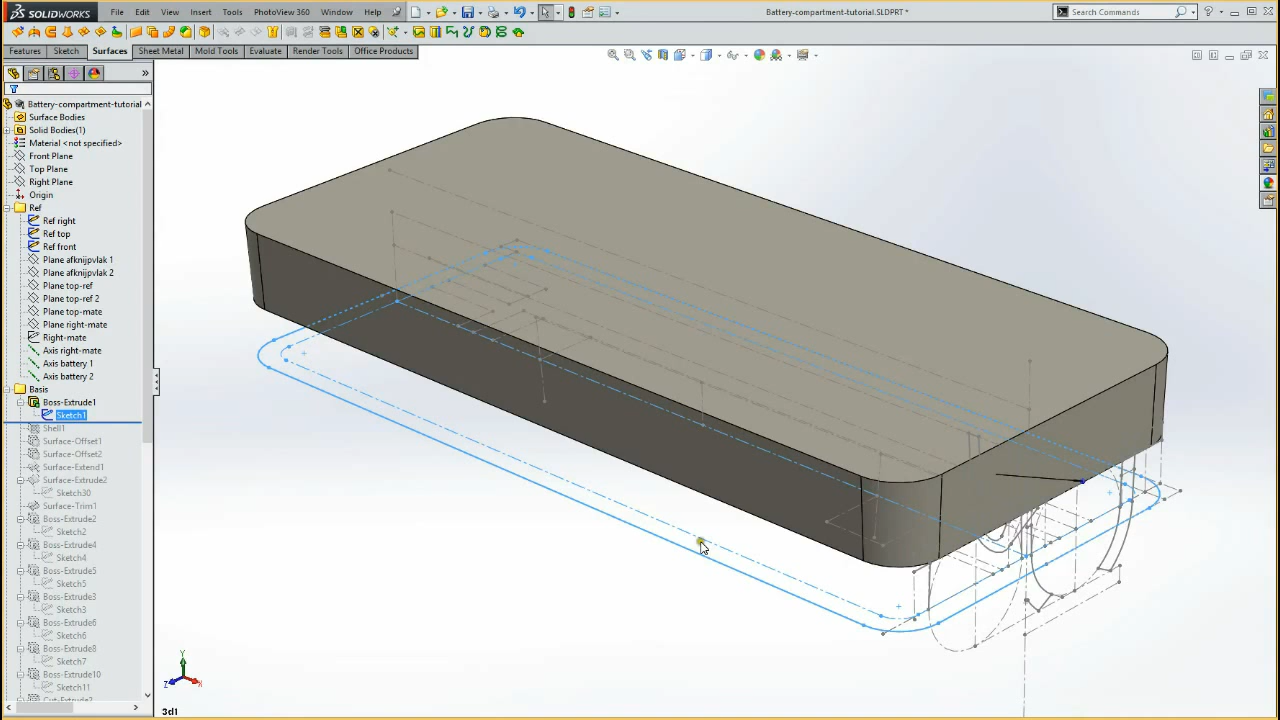 SOLIDWORKS File Edit View Insert Tools PhotoView 360 Window Help Battery-compartment-tutorial.SLDPRT * Search Commands
Features Sketch Surfaces Sheet Metal Mold Tools Evaluate Render Tools Office Products
Battery-compartment-tutorial
Surface Bodies
Solid Bodies(1)
Material <not specified>
Front Plane
Top Plane
Right Plane
Origin
Ref
Ref right
Ref top
Ref front
Plane afknijpvlak 1
Plane afknijpvlak 2
Plane top-ref
Plane top-ref 2
Plane top-mate
Plane right-mate
Right-mate
Axis right-mate
Axis battery 1
Axis battery 2
Basis
Boss-Extrude1
Sketch1
Shell1
Surface-Offset1
Surface-Offset2
Surface-Extend1
Surface-Extrude2
Sketch30
Surface-Trim1
Boss-Extrude2
Sketch2
Boss-Extrude4
Sketch4
Boss-Extrude5
Sketch5
Boss-Extrude3
Sketch3
Boss-Extrude6
Sketch6
Boss-Extrude8
Sketch7
Boss-Extrude10
Sketch11
Y
Z X
3d1